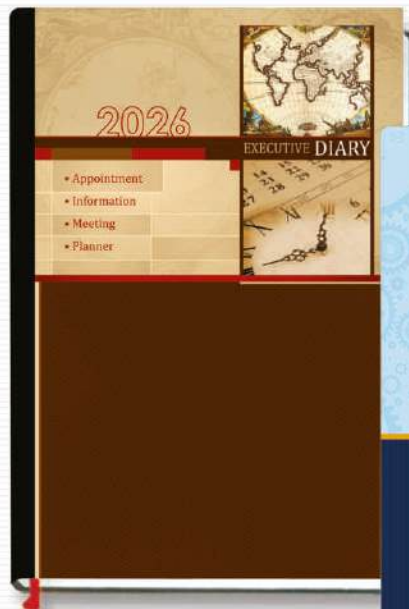 2026
EXECUTIVE DIARY
• Appointment
• Information
• Meeting
• Planner